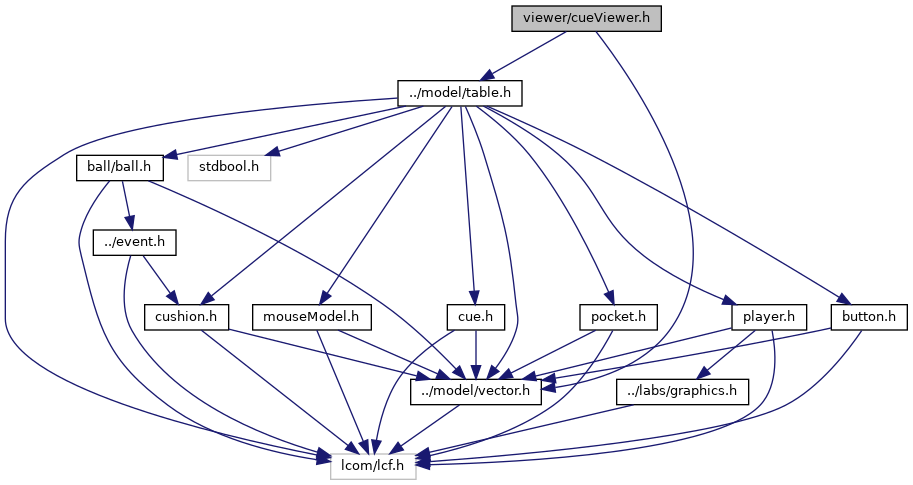 viewer/cueViewer.h
../model/table.h
ball/ball.h
stdbool.h
../event.h
cushion.h
mouseModel.h
cue.h
pocket.h
player.h
button.h
../model/vector.h
../labs/graphics.h
lcom/lcf.h